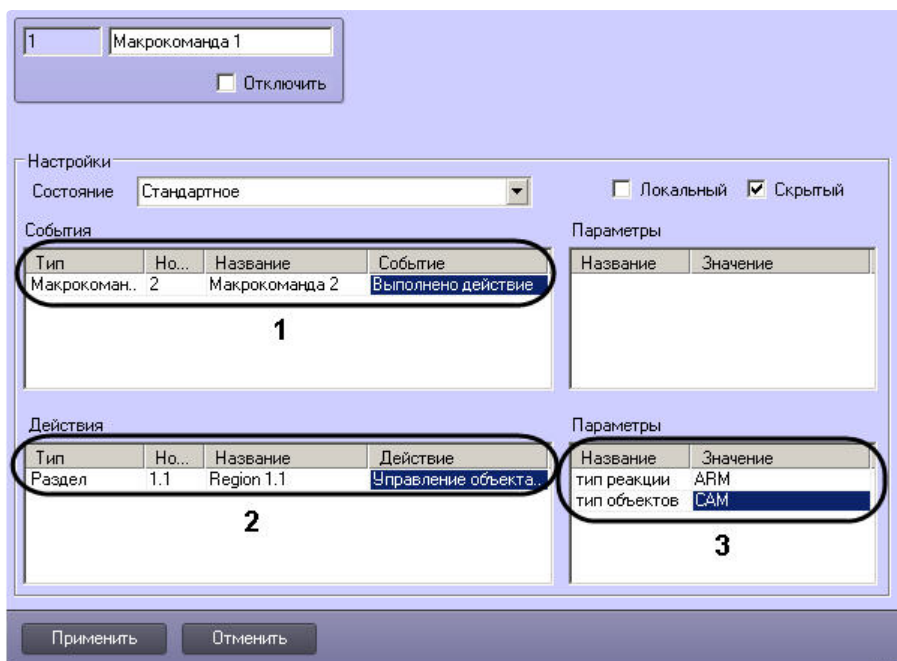 1 Макрокоманда 1
Отключить
Настройки
Состояние Стандартное Локальный Скрытый
События Параметры
Тип Но... Название Событие Название Значение
Макрокоман.. 2 Макрокоманда 2 Выполнено действие
1
Действия Параметры
Тип Но... Название Действие Название Значение
Раздел 1.1 Region 1.1 Управление объекта.. тип реакции ARM
тип объектов CAM
2 3
Применить Отменить